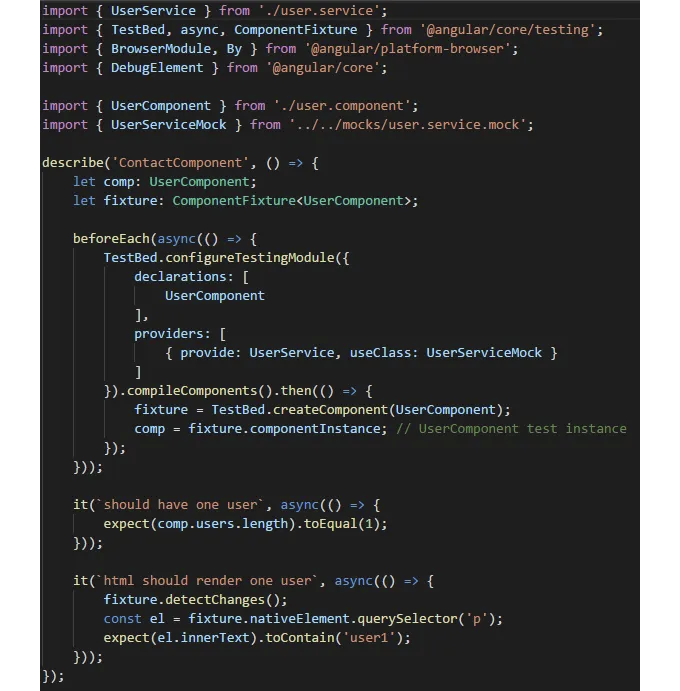 import { UserService } from './user.service';
import { TestBed, async, ComponentFixture } from '@angular/core/testing';
import { BrowserModule, By } from '@angular/platform-browser';
import { DebugElement } from '@angular/core';

import { UserComponent } from './user.component';
import { UserServiceMock } from '../../mocks/user.service.mock';

describe('ContactComponent', () => {
    let comp: UserComponent;
    let fixture: ComponentFixture<UserComponent>;

    beforeEach(async(() => {
        TestBed.configureTestingModule({
            declarations: [
                UserComponent
            ],
            providers: [
                { provide: UserService, useClass: UserServiceMock }
            ]
        }).compileComponents().then(() => {
            fixture = TestBed.createComponent(UserComponent);
            comp = fixture.componentInstance; // UserComponent test instance
        });
    }));

    it(`should have one user`, async(() => {
        expect(comp.users.length).toEqual(1);
    }));

    it(`html should render one user`, async(() => {
        fixture.detectChanges();
        const el = fixture.nativeElement.querySelector('p');
        expect(el.innerText).toContain('user1');
    }));
});